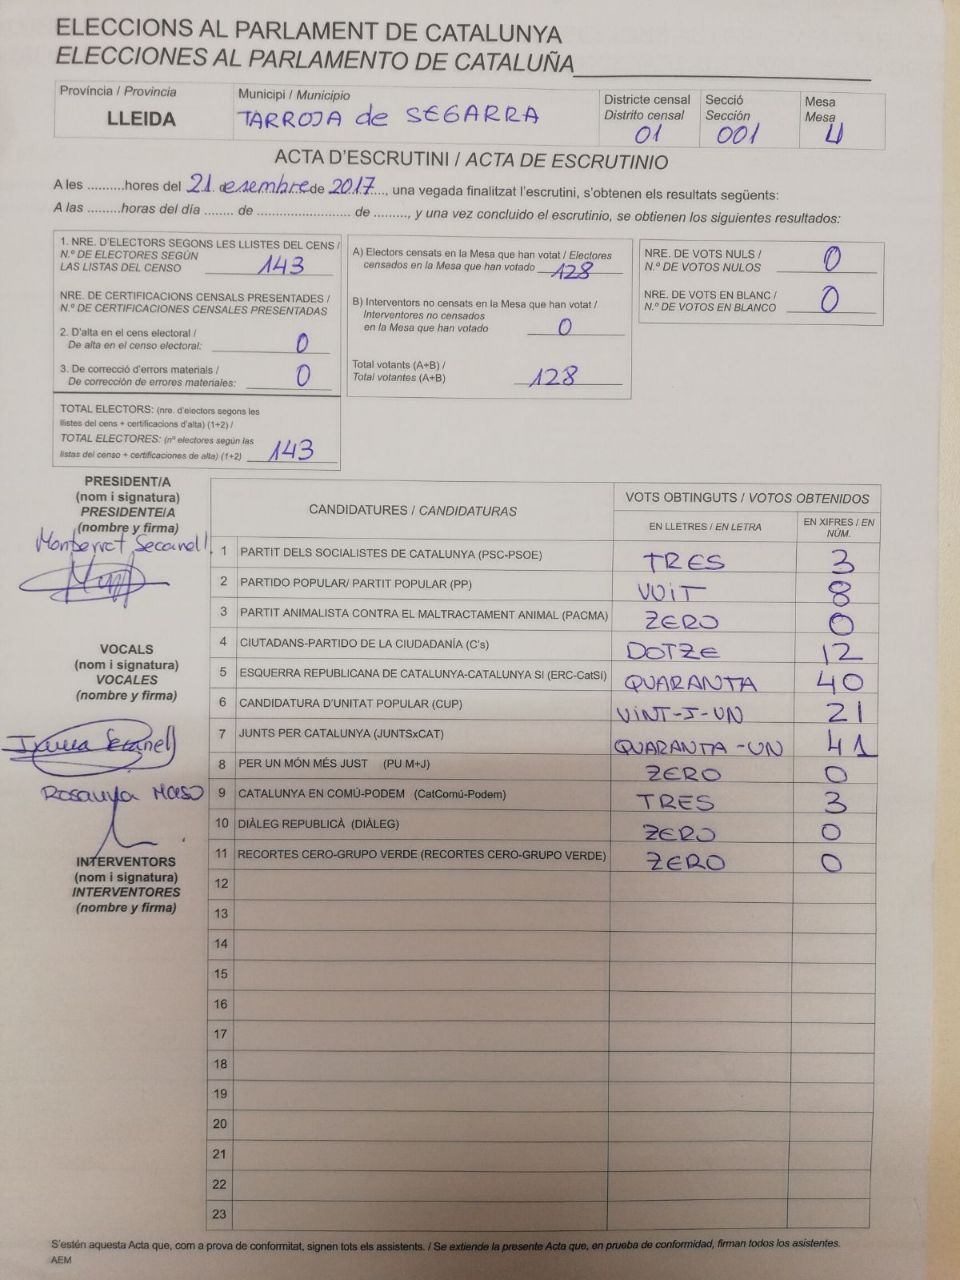 ELECCIONS AL PARLAMENT DE CATALUNYA
ELECCIONES AL PARLAMENTO DE CATALUÑA
Província / Provincia
LLEIDA
Municipi / Municipio
TARROJA de SEGARRA
Districte censal
Distrito censal
01
Secció
Sección
001
Mesa
Mesa
U
ACTA D'ESCRUTINI / ACTA DE ESCRUTINIO
A les ..........hores del 21 desembre de 2017, una vegada finalitzat l'escrutini, s'obtenen els resultats següents:
A las .........horas del día ........ de .......................... de ........., y una vez concluido el escrutinio, se obtienen los siguientes resultados:
1. NRE. D'ELECTORS SEGONS LES LLISTES DEL CENS /
N.º DE ELECTORES SEGÚN
LAS LISTAS DEL CENSO 143
NRE. DE CERTIFICACIONS CENSALS PRESENTADES /
N.º DE CERTIFICACIONES CENSALES PRESENTADAS
2. D'alta en el cens electoral /
De alta en el censo electoral: 0
3. De correcció d'errors materials /
De corrección de errores materiales: 0
TOTAL ELECTORS: (nre. d'electors segons les
llistes del cens + certificacions d'alta) (1+2) /
TOTAL ELECTORES: (nº electores según las
listas del censo + certificaciones de alta) (1+2) 143
A) Electors censats en la Mesa que han votat / Electores
censados en la Mesa que han votado 128
B) Interventors no censats en la Mesa que han votat /
Interventores no censados
en la Mesa que han votado 0
Total votants (A+B) /
Total votantes (A+B) 128
NRE. DE VOTS NULS /
N.º DE VOTOS NULOS 0
NRE. DE VOTS EN BLANC /
N.º DE VOTOS EN BLANCO 0
PRESIDENT/A
(nom i signatura)
PRESIDENTE/A
(nombre y firma)
Montserrat Secanell
VOCALS
(nom i signatura)
VOCALES
(nombre y firma)
Secanell
Rosanya Maso
INTERVENTORS
(nom i signatura)
INTERVENTORES
(nombre y firma)
CANDIDATURES / CANDIDATURAS
VOTS OBTINGUTS / VOTOS OBTENIDOS
EN LLETRES / EN LETRA
EN XIFRES / EN NÚM.
1 PARTIT DELS SOCIALISTES DE CATALUNYA (PSC-PSOE) TRES 3
2 PARTIDO POPULAR/ PARTIT POPULAR (PP) VUIT 8
3 PARTIT ANIMALISTA CONTRA EL MALTRACTAMENT ANIMAL (PACMA) ZERO 0
4 CIUTADANS-PARTIDO DE LA CIUDADANÍA (C's) DOTZE 12
5 ESQUERRA REPUBLICANA DE CATALUNYA-CATALUNYA SI (ERC-CatSI) QUARANTA 40
6 CANDIDATURA D'UNITAT POPULAR (CUP) VINT-I-UN 21
7 JUNTS PER CATALUNYA (JUNTSxCAT) QUARANTA-UN 41
8 PER UN MÓN MÉS JUST (PU M+J) ZERO 0
9 CATALUNYA EN COMÚ-PODEM (CatComú-Podem) TRES 3
10 DIÀLEG REPUBLICÀ (DIÀLEG) ZERO 0
11 RECORTES CERO-GRUPO VERDE (RECORTES CERO-GRUPO VERDE) ZERO 0
12
13
14
15
16
17
18
19
20
21
22
23
S'estén aquesta Acta que, com a prova de conformitat, signen tots els assistents. / Se extiende la presente Acta que, en prueba de conformidad, firman todos los asistentes.
AEM